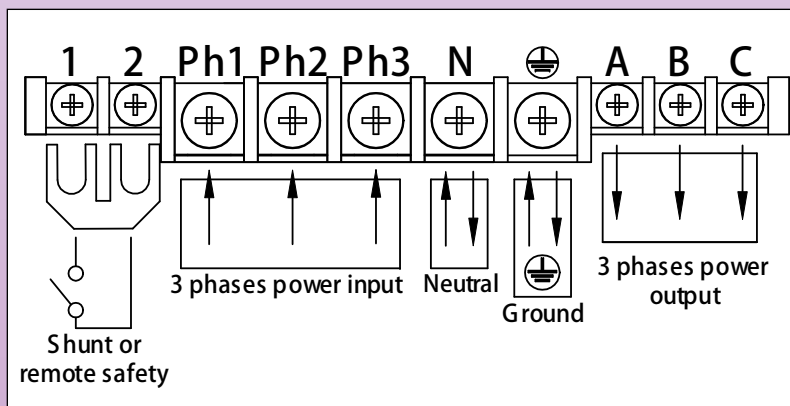 1 2 Ph1 Ph2 Ph3 N A B C
3 phases power input
Neutral
Ground
3 phases power
output
Shunt or
remote safety